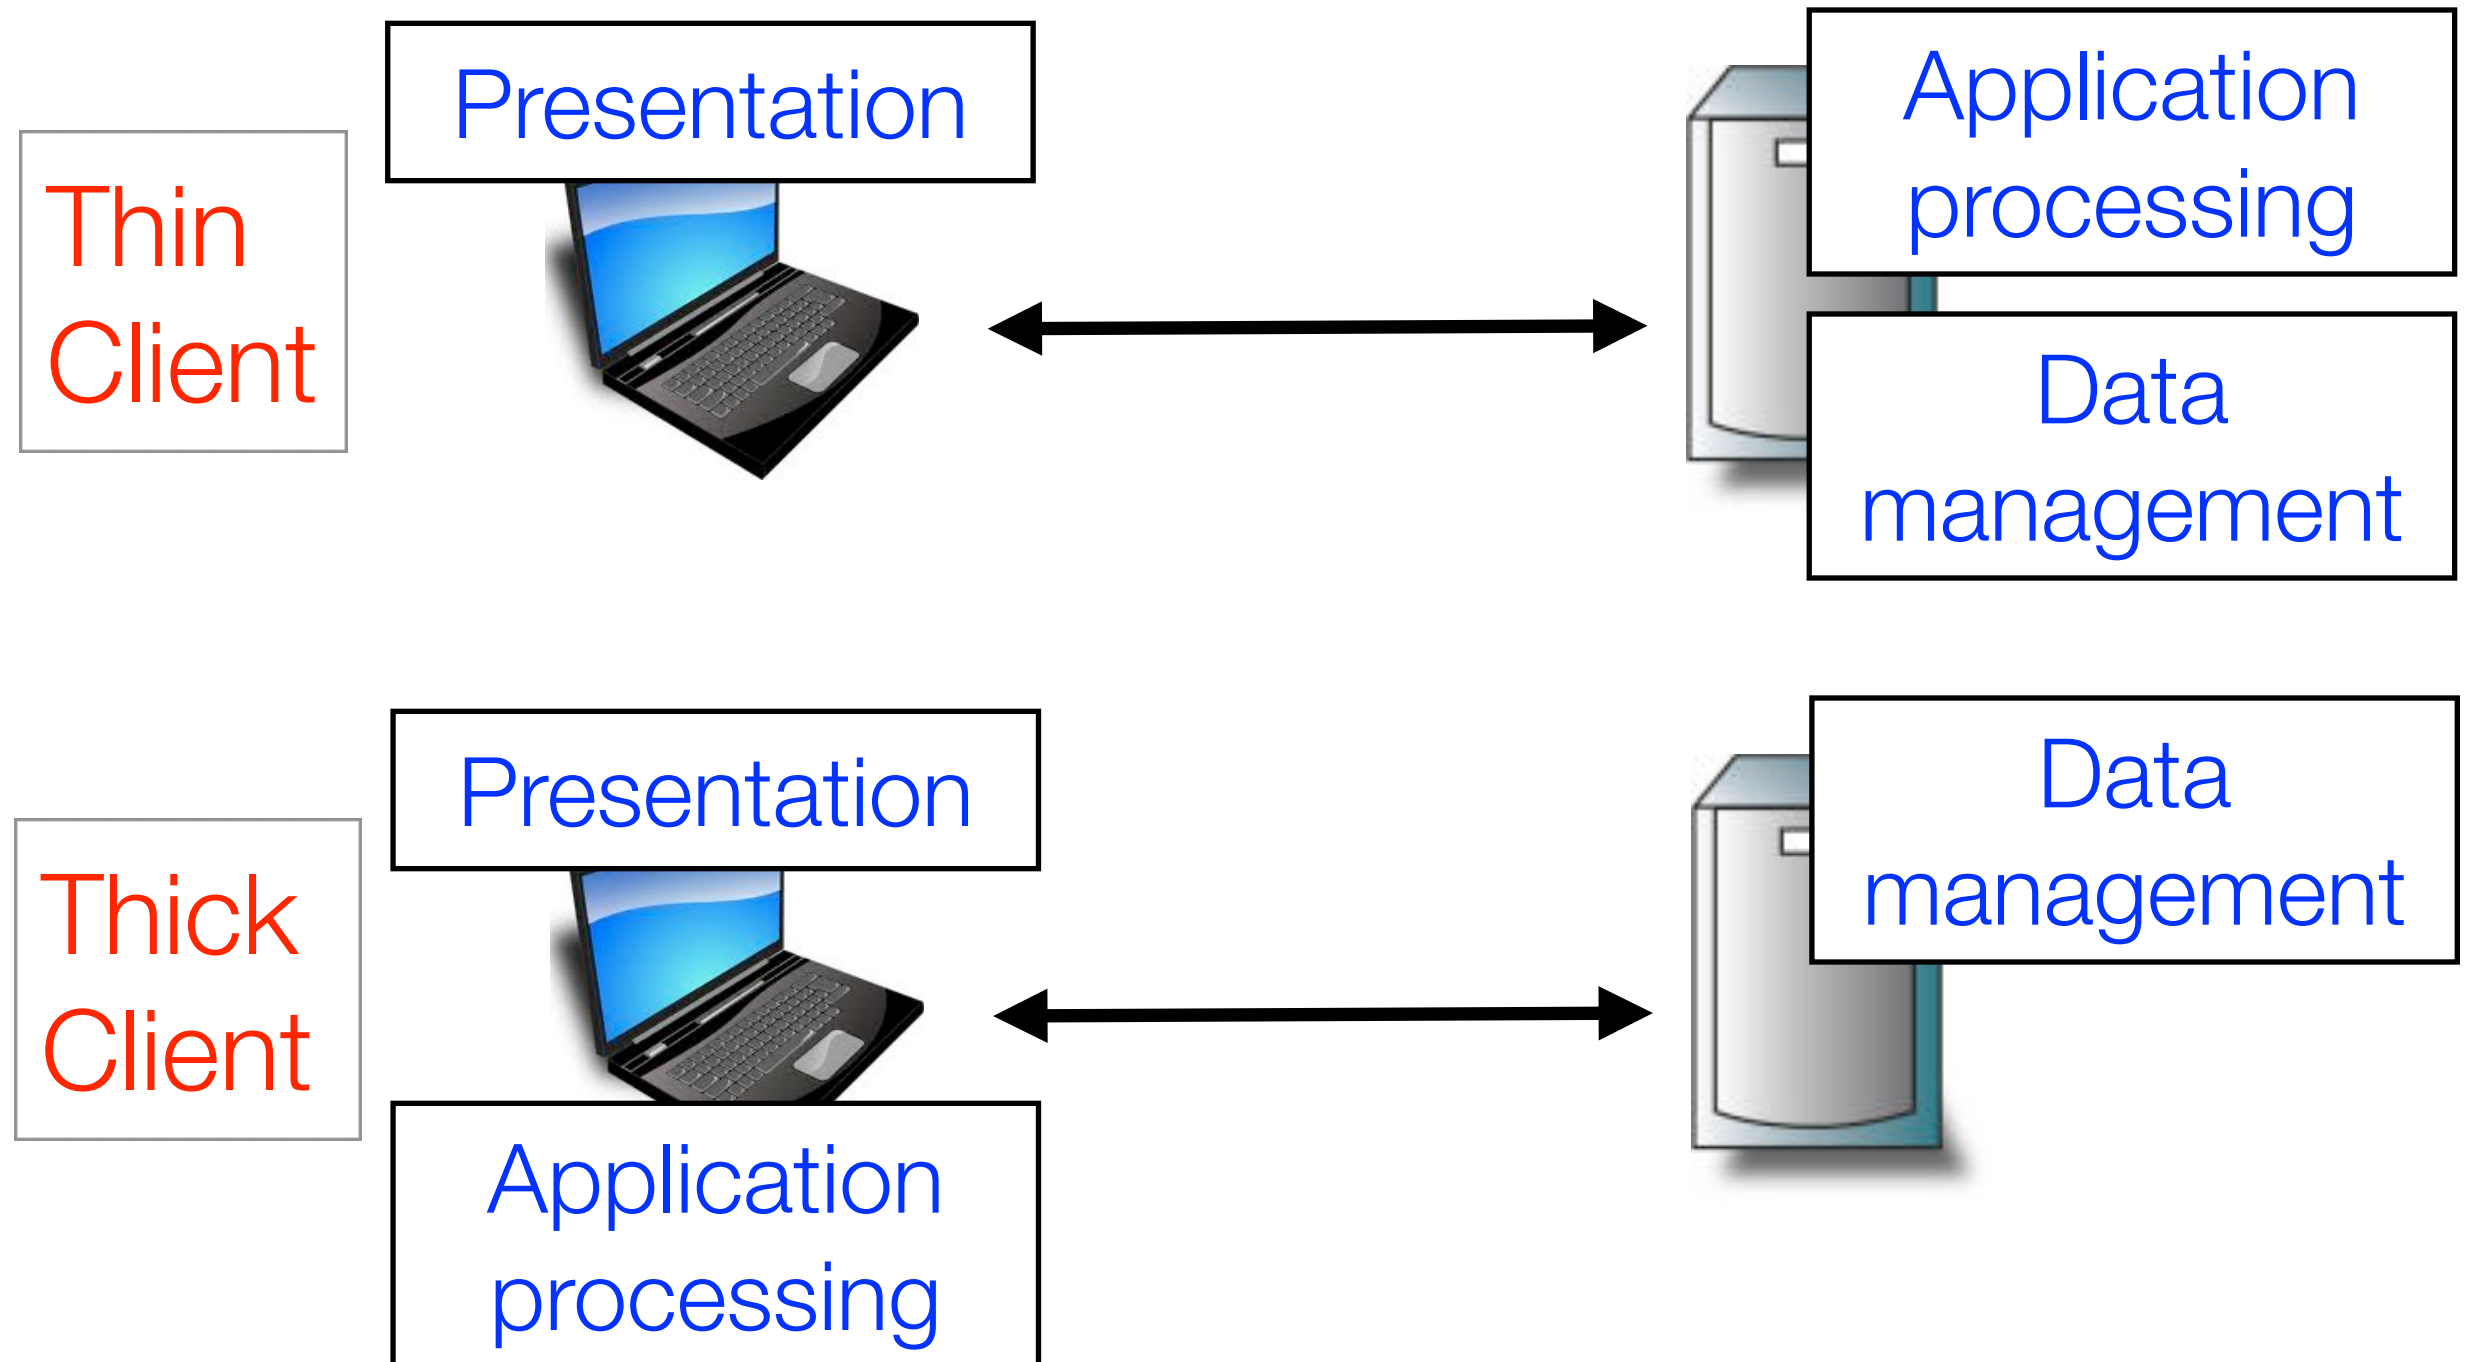 Thin
Client
Presentation
Application
processing
Data
management
Thick
Client
Presentation
Application
processing
Data
management